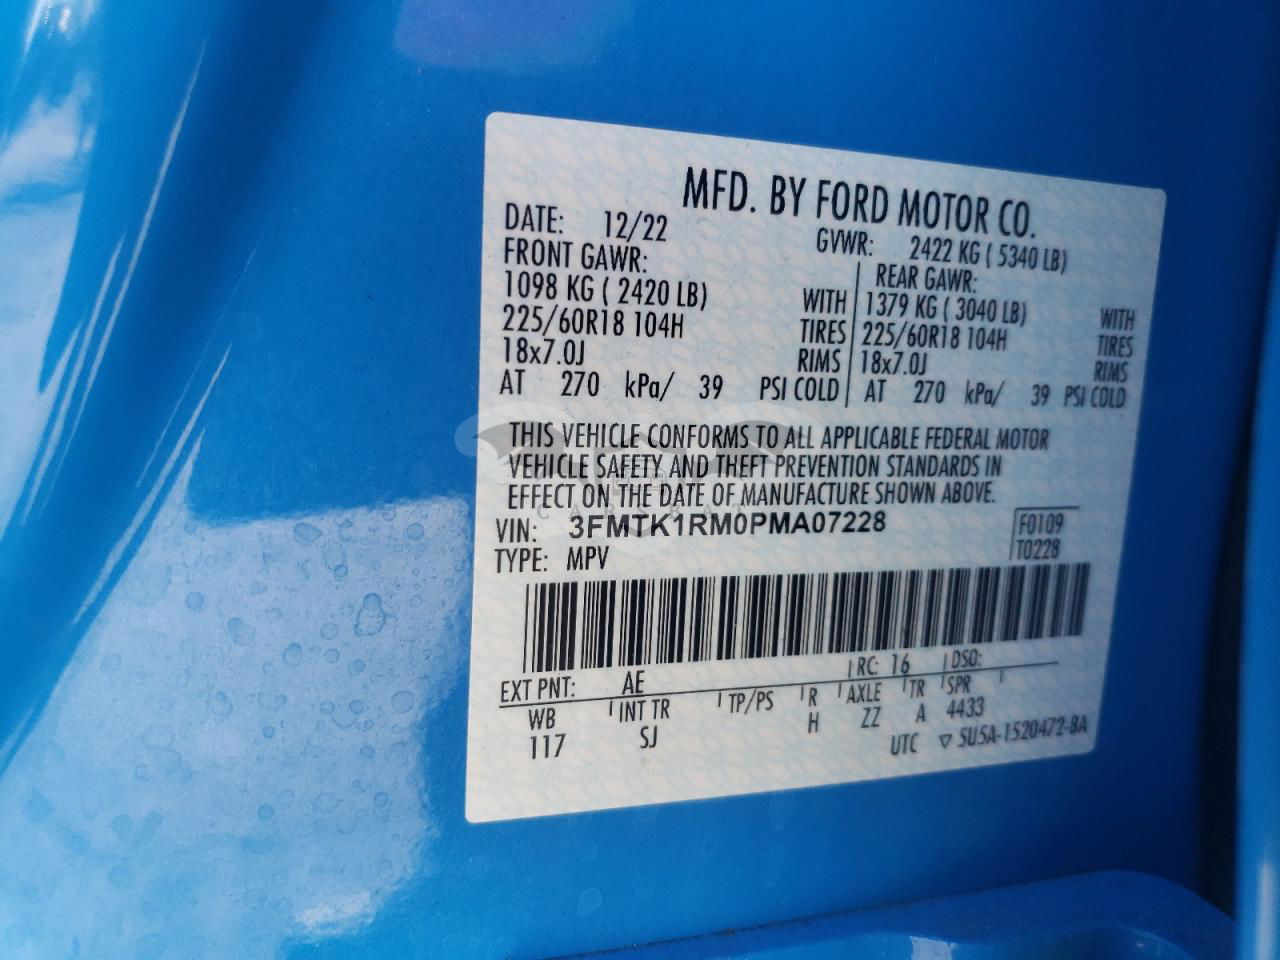 MFD. BY FORD MOTOR CO.
DATE: 12/22 GVWR: 2422 KG ( 5340 LB)
FRONT GAWR: REAR GAWR:
1098 KG ( 2420 LB) WITH 1379 KG ( 3040 LB) WITH
225/60R18 104H TIRES 225/60R18 104H TIRES
18x7.0J RIMS 18x7.0J RIMS
AT 270 kPa/ 39 PSI COLD AT 270 kPa/ 39 PSI COLD
THIS VEHICLE CONFORMS TO ALL APPLICABLE FEDERAL MOTOR
VEHICLE SAFETY AND THEFT PREVENTION STANDARDS IN
EFFECT ON THE DATE OF MANUFACTURE SHOWN ABOVE.
VIN: 3FMTK1RM0PMA07228 F0109
TYPE: MPV T0228
EXT PNT: AE RC: 16 DSO:
WB INT TR TP/PS R AXLE TR SPR
117 SJ H ZZ A 4433
UTC ▽ 5U5A-1520472-BA